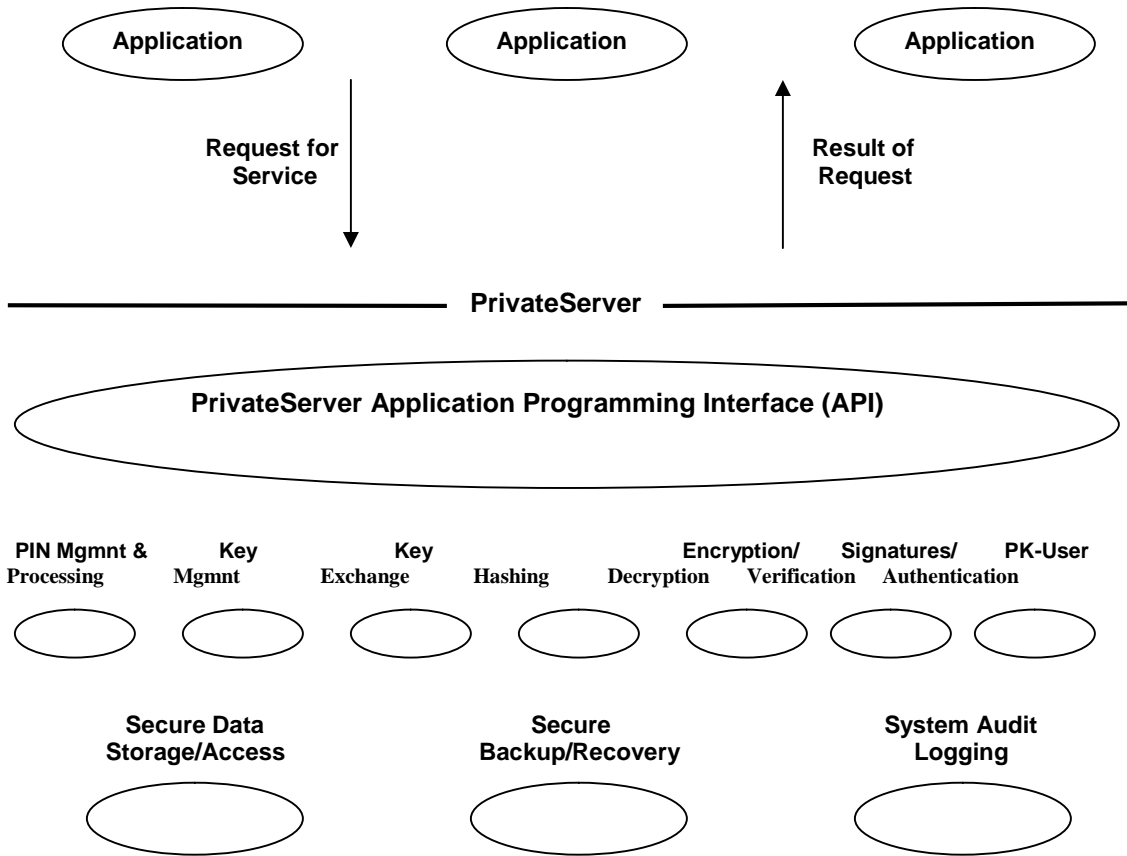 Application Application Application
Request for
Service
Result of
Request
PrivateServer
PrivateServer Application Programming Interface (API)
PIN Mgmnt & Key Key Encryption/ Signatures/ PK-User
Processing Mgmnt Exchange Hashing Decryption Verification Authentication
Secure Data
Storage/Access
Secure
Backup/Recovery
System Audit
Logging